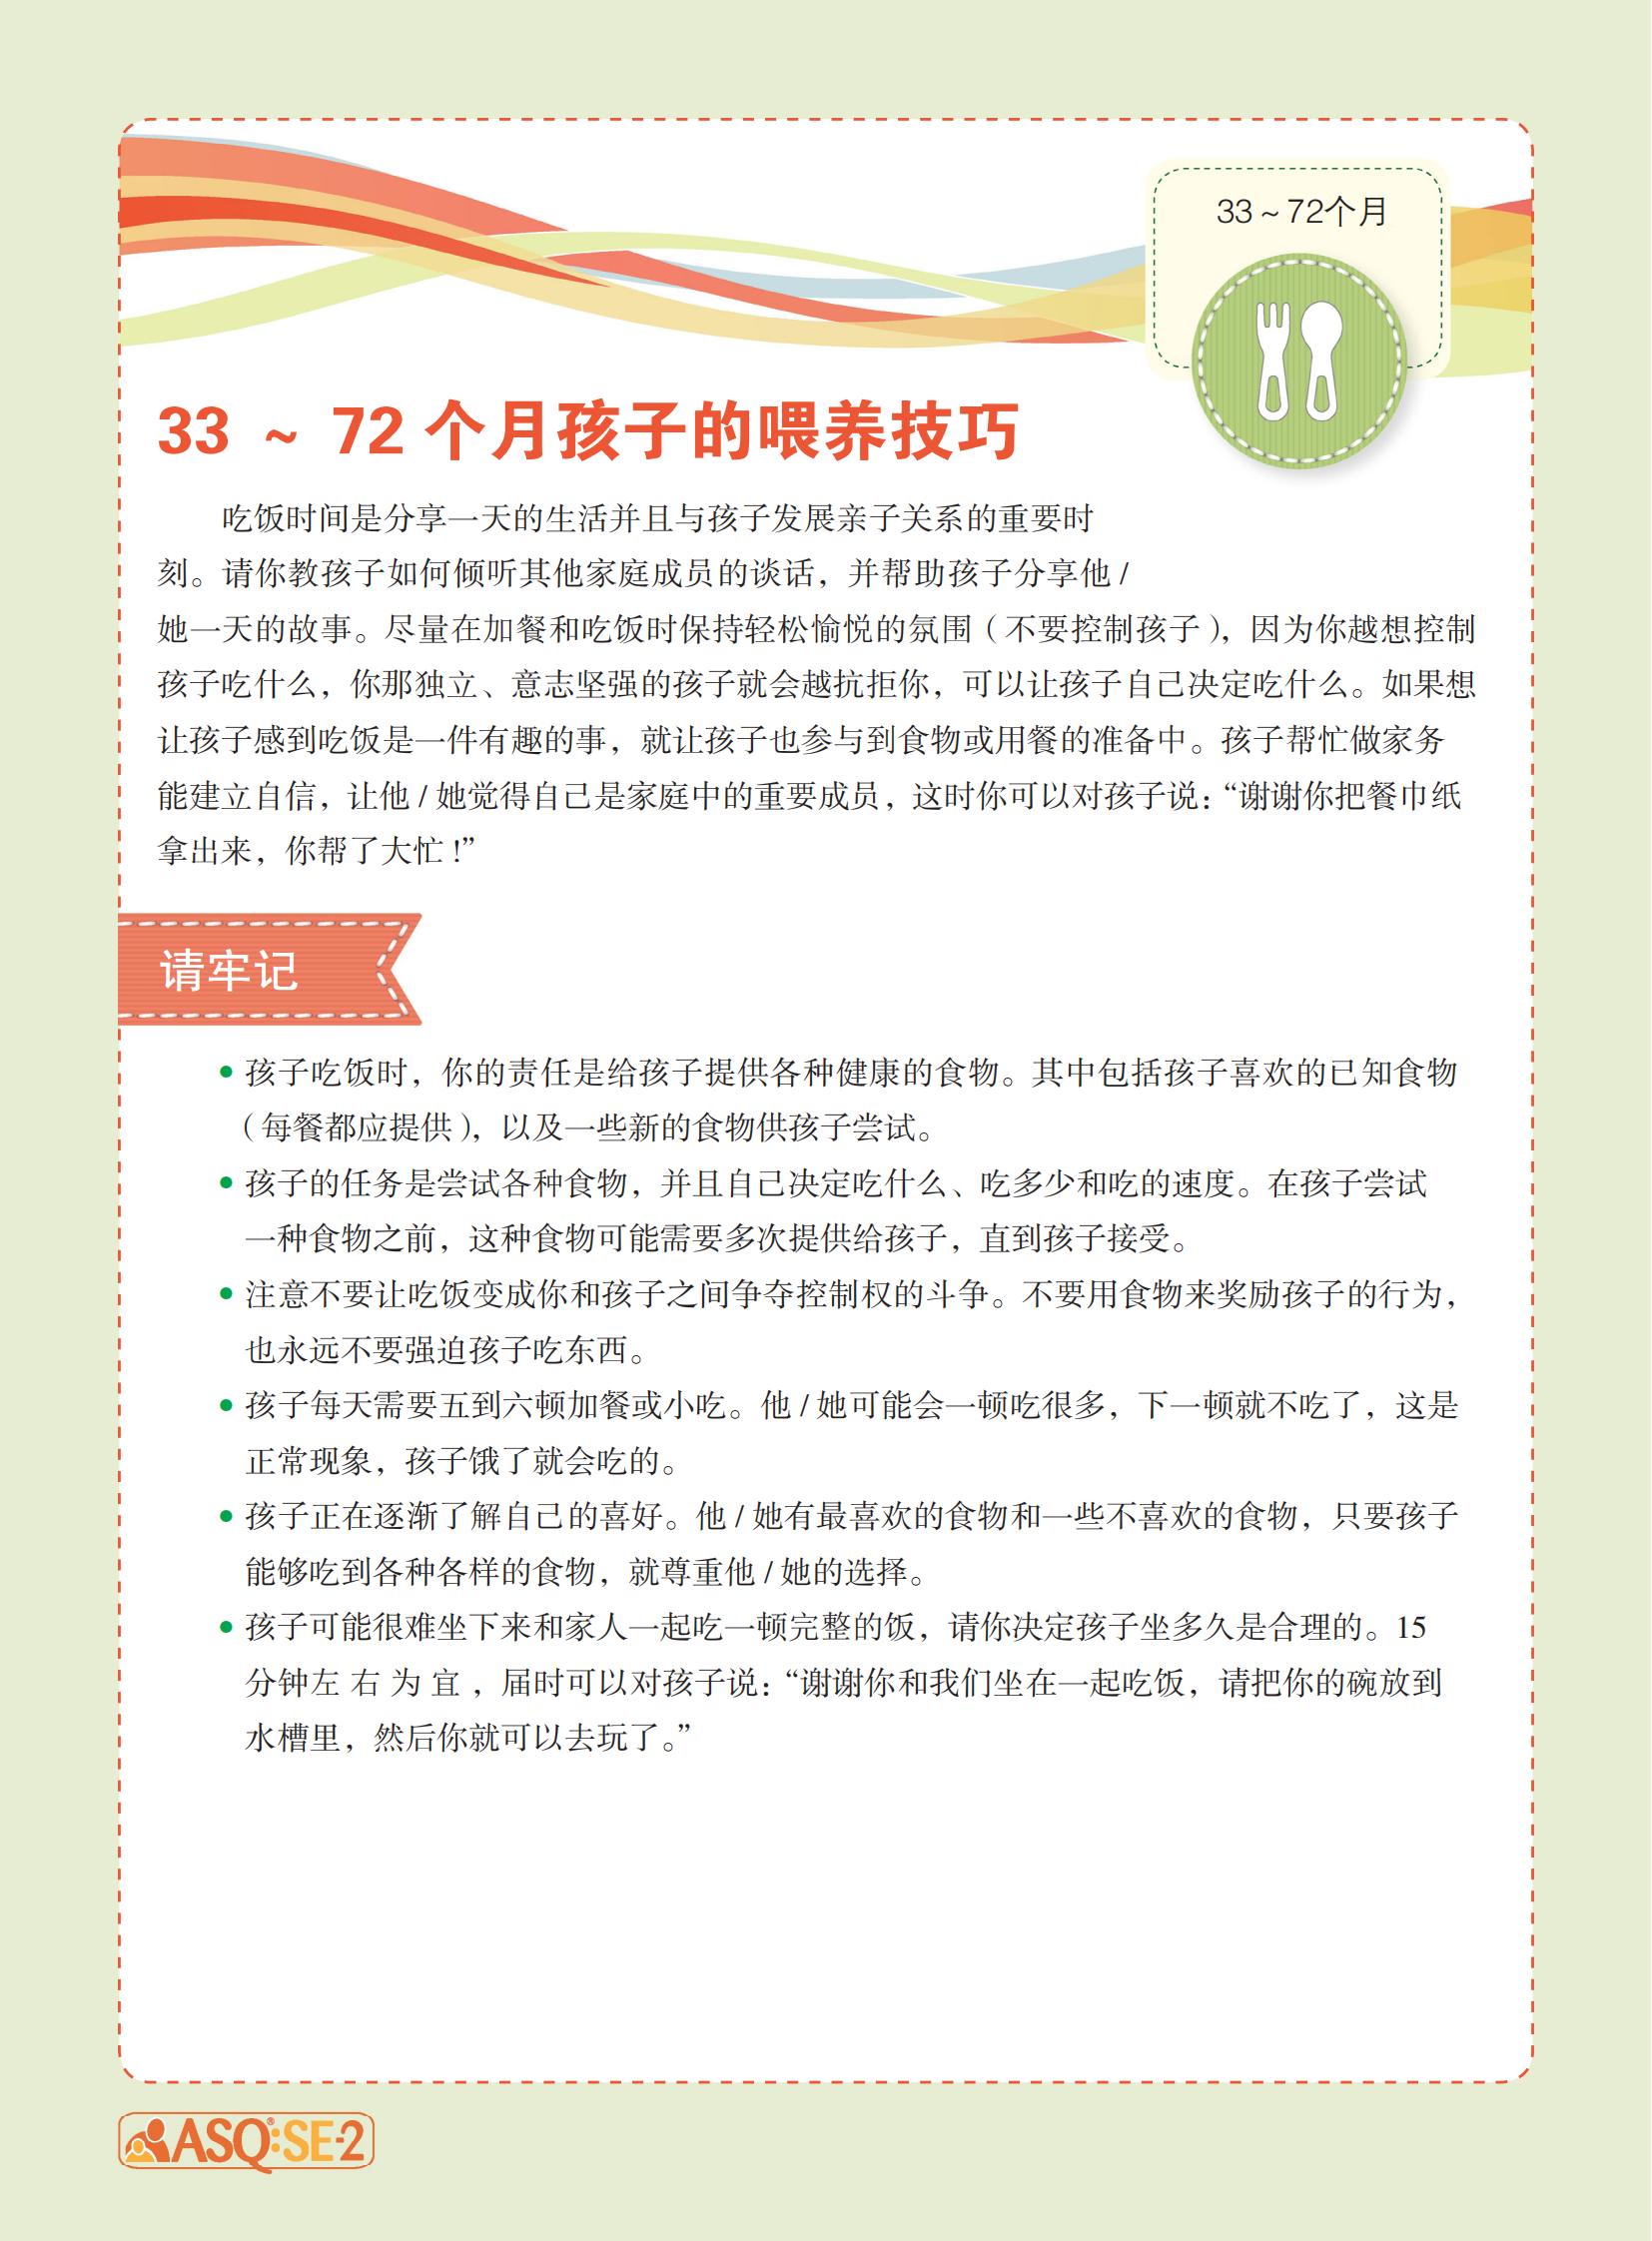 33～72个月
33 ～ 72 个月孩子的喂养技巧
吃饭时间是分享一天的生活并且与孩子发展亲子关系的重要时
刻。请你教孩子如何倾听其他家庭成员的谈话，并帮助孩子分享他 /
她一天的故事。尽量在加餐和吃饭时保持轻松愉悦的氛围（不要控制孩子），因为你越想控制
孩子吃什么，你那独立、意志坚强的孩子就会越抗拒你，可以让孩子自己决定吃什么。如果想
让孩子感到吃饭是一件有趣的事，就让孩子也参与到食物或用餐的准备中。孩子帮忙做家务
能建立自信，让他 / 她觉得自己是家庭中的重要成员，这时你可以对孩子说：“谢谢你把餐巾纸
拿出来，你帮了大忙！”
请牢记
• 孩子吃饭时，你的责任是给孩子提供各种健康的食物。其中包括孩子喜欢的已知食物
（每餐都应提供），以及一些新的食物供孩子尝试。
• 孩子的任务是尝试各种食物，并且自己决定吃什么、吃多少和吃的速度。在孩子尝试
一种食物之前，这种食物可能需要多次提供给孩子，直到孩子接受。
• 注意不要让吃饭变成你和孩子之间争夺控制权的斗争。不要用食物来奖励孩子的行为，
也永远不要强迫孩子吃东西。
• 孩子每天需要五到六顿加餐或小吃。他 / 她可能会一顿吃很多，下一顿就不吃了，这是
正常现象，孩子饿了就会吃的。
• 孩子正在逐渐了解自己的喜好。他 / 她有最喜欢的食物和一些不喜欢的食物，只要孩子
能够吃到各种各样的食物，就尊重他 / 她的选择。
• 孩子可能很难坐下来和家人一起吃一顿完整的饭，请你决定孩子坐多久是合理的。15
分钟左 右 为 宜 ，届时可以对孩子说：“谢谢你和我们坐在一起吃饭，请把你的碗放到
水槽里，然后你就可以去玩了。”
ASQ®:SE-2